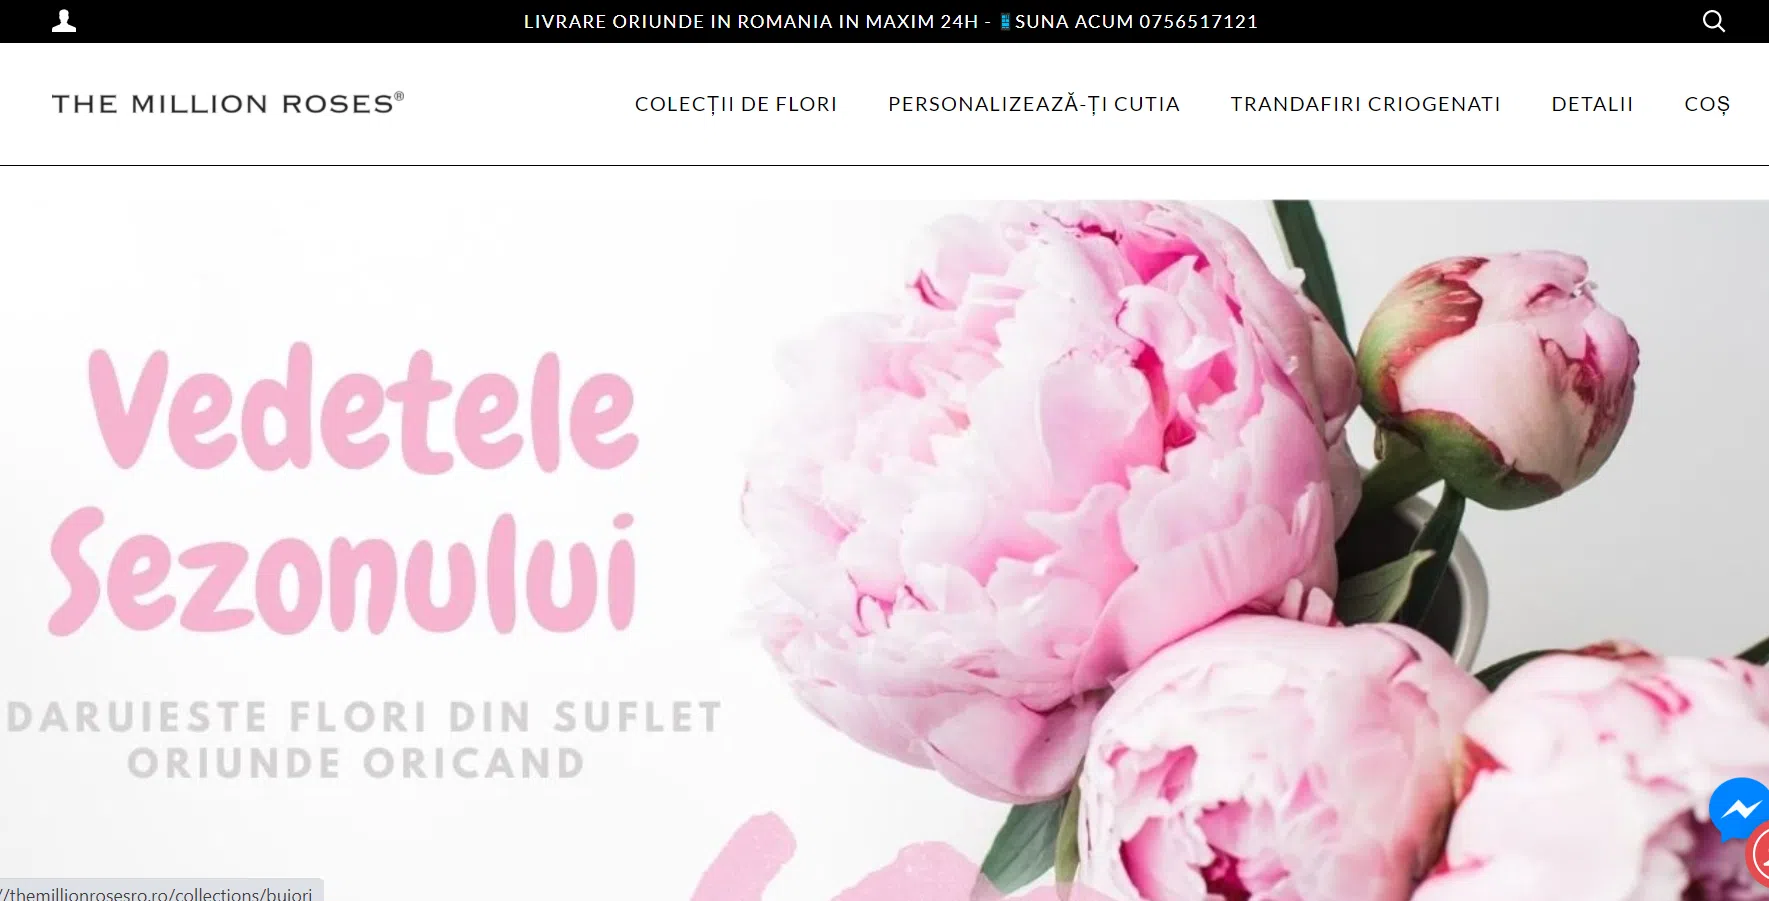 LIVRARE ORIUNDE IN ROMANIA IN MAXIM 24H - 📱SUNA ACUM 0756517121
THE MILLION ROSES®
COLECȚII DE FLORI PERSONALIZEAZĂ-ȚI CUTIA TRANDAFIRI CRIOGENATI DETALII COȘ
Vedetele
Sezonului
DARUIESTE FLORI DIN SUFLET
ORIUNDE ORICAND
//themillionrosesro.ro/collections/bujori